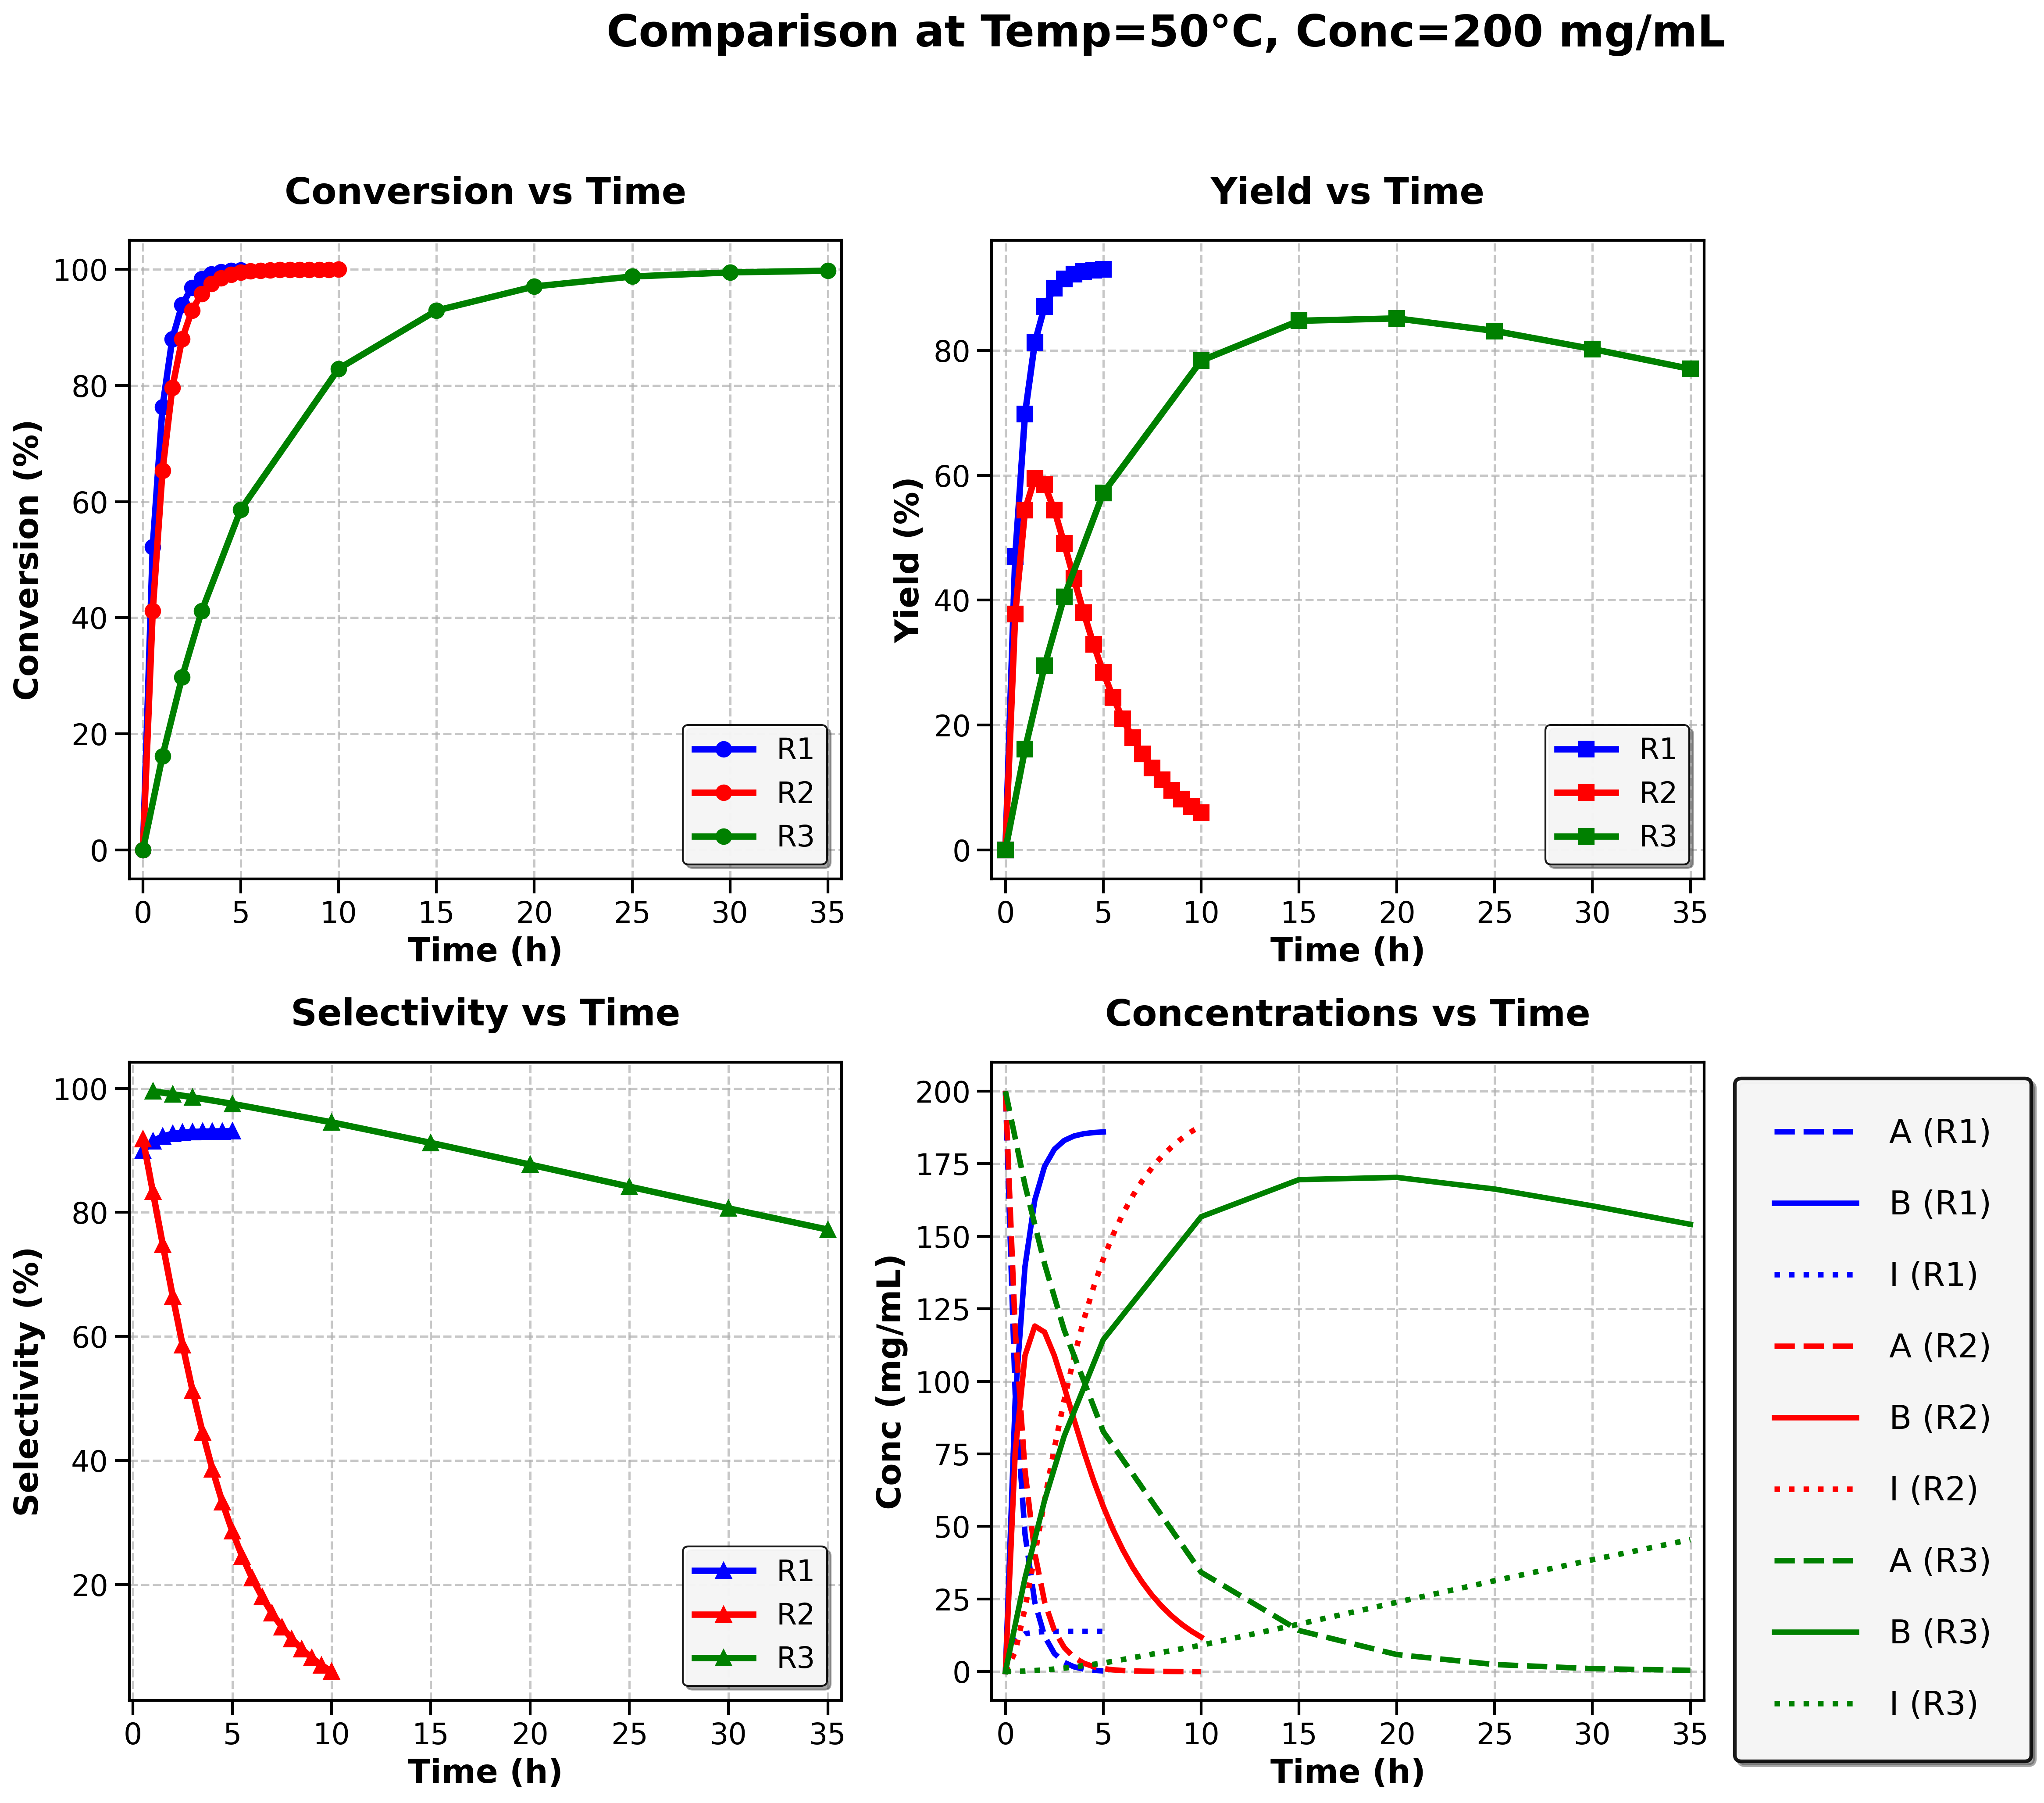 Comparison at Temp=50°C, Conc=200 mg/mL
Conversion vs Time
Conversion (%)
100
80
60
40
20
0
0 5 10 15 20 25 30 35
Time (h)
R1
R2
R3
Yield vs Time
Yield (%)
80
60
40
20
0
0 5 10 15 20 25 30 35
Time (h)
R1
R2
R3
Selectivity vs Time
Selectivity (%)
100
80
60
40
20
0 5 10 15 20 25 30 35
Time (h)
R1
R2
R3
Concentrations vs Time
Conc (mg/mL)
200
175
150
125
100
75
50
25
0
0 5 10 15 20 25 30 35
Time (h)
A (R1)
B (R1)
I (R1)
A (R2)
B (R2)
I (R2)
A (R3)
B (R3)
I (R3)